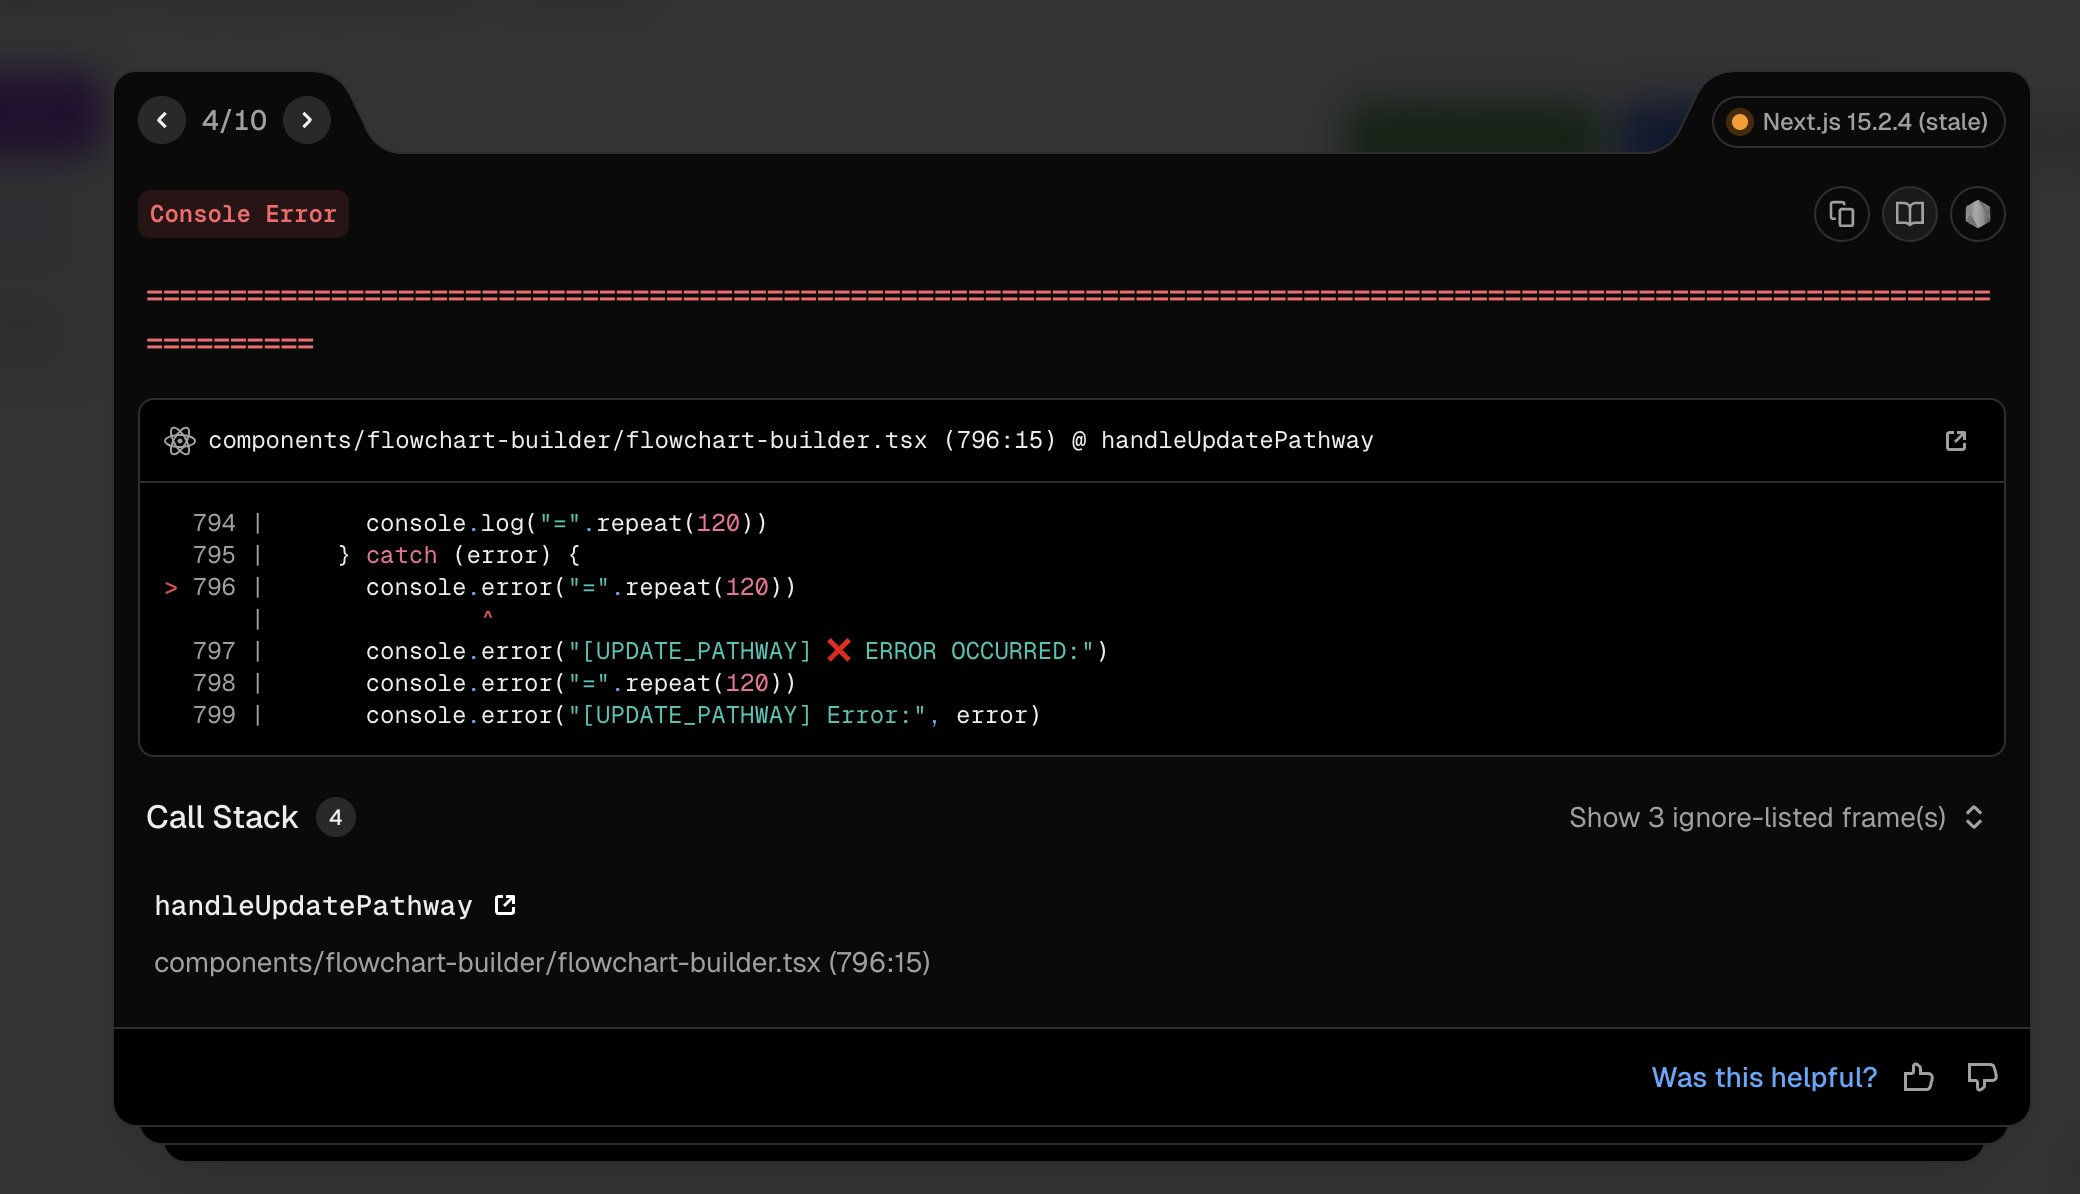 4/10
Next.js 15.2.4 (stale)
Console Error
==============================================================================================================
==========
components/flowchart-builder/flowchart-builder.tsx (796:15) @ handleUpdatePathway
794 |       console.log("=".repeat(120))
795 |     } catch (error) {
> 796 |       console.error("=".repeat(120))
|               ^
797 |       console.error("[UPDATE_PATHWAY] ❌ ERROR OCCURRED:")
798 |       console.error("=".repeat(120))
799 |       console.error("[UPDATE_PATHWAY] Error:", error)
Call Stack 4
Show 3 ignore-listed frame(s)
handleUpdatePathway
components/flowchart-builder/flowchart-builder.tsx (796:15)
Was this helpful?